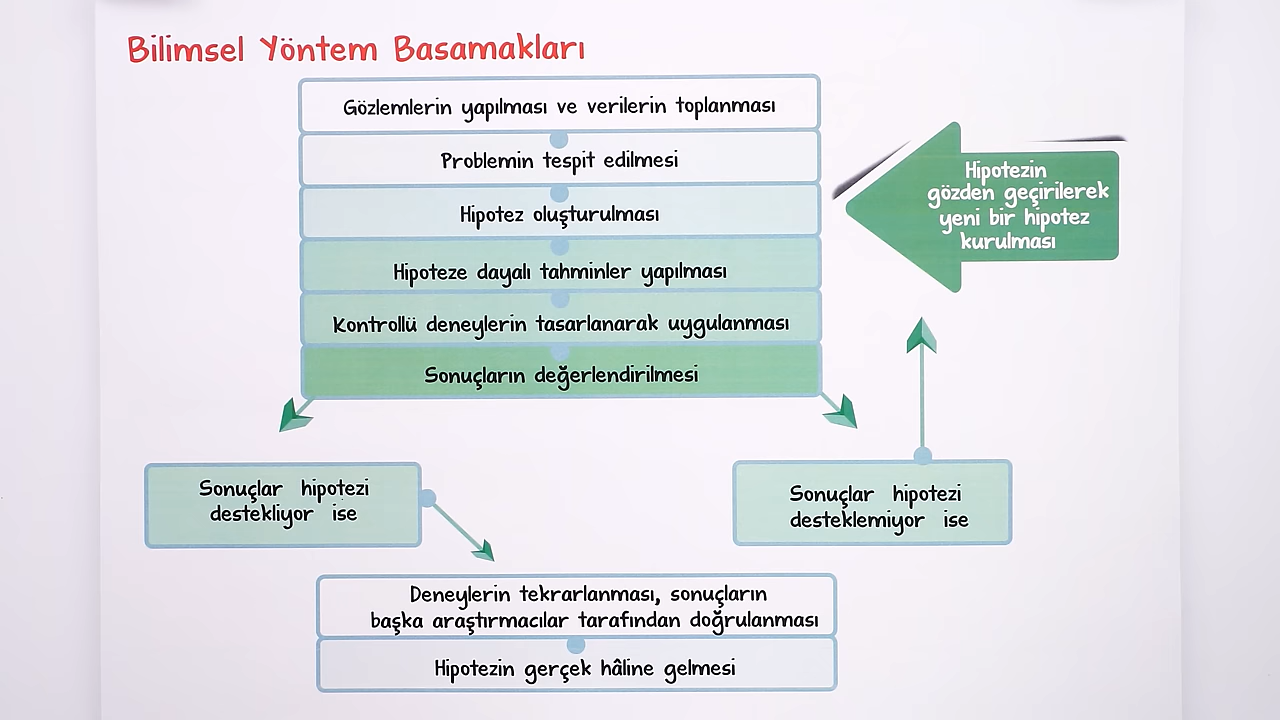 Bilimsel Yöntem Basamakları
Gözlemlerin yapılması ve verilerin toplanması
Problemin tespit edilmesi
Hipotez oluşturulması
Hipoteze dayalı tahminler yapılması
Kontrollü deneylerin tasarlanarak uygulanması
Sonuçların değerlendirilmesi
Hipotezin
gözden geçirilerek
yeni bir hipotez
kurulması
Sonuçlar hipotezi
destekliyor ise
Sonuçlar hipotezi
desteklemiyor ise
Deneylerin tekrarlanması, sonuçların
başka araştırmacılar tarafından doğrulanması
Hipotezin gerçek hâline gelmesi